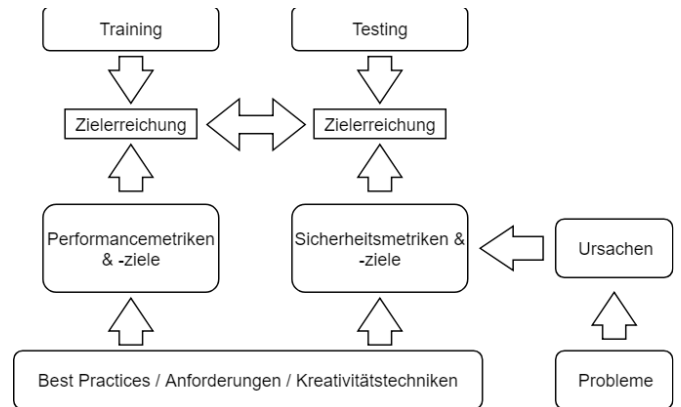 Training
Testing
Zielerreichung
Zielerreichung
Performancemetriken
& -ziele
Sicherheitsmetriken &
-ziele
Ursachen
Best Practices / Anforderungen / Kreativitätstechniken
Probleme